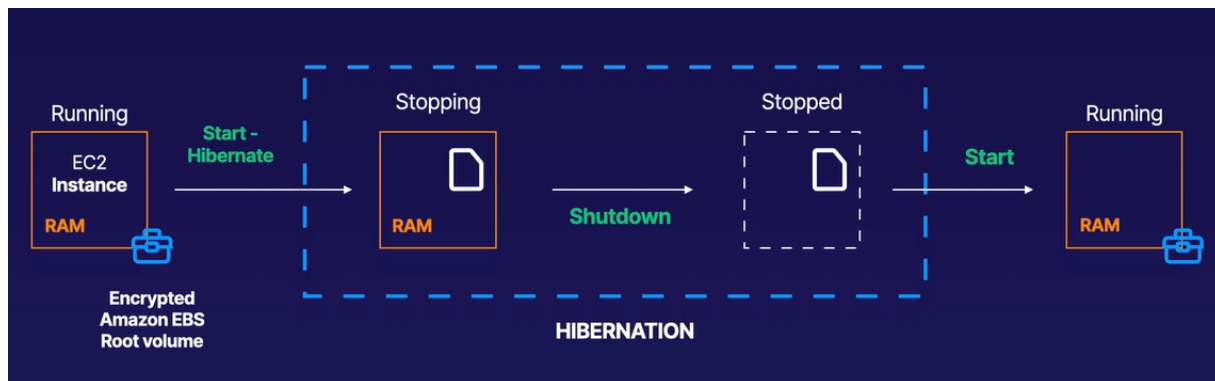 Running
EC2
Instance
RAM
Encrypted
Amazon EBS
Root volume
Start -
Hibernate
Stopping
RAM
Shutdown
Stopped
HIBERNATION
Start
Running
RAM